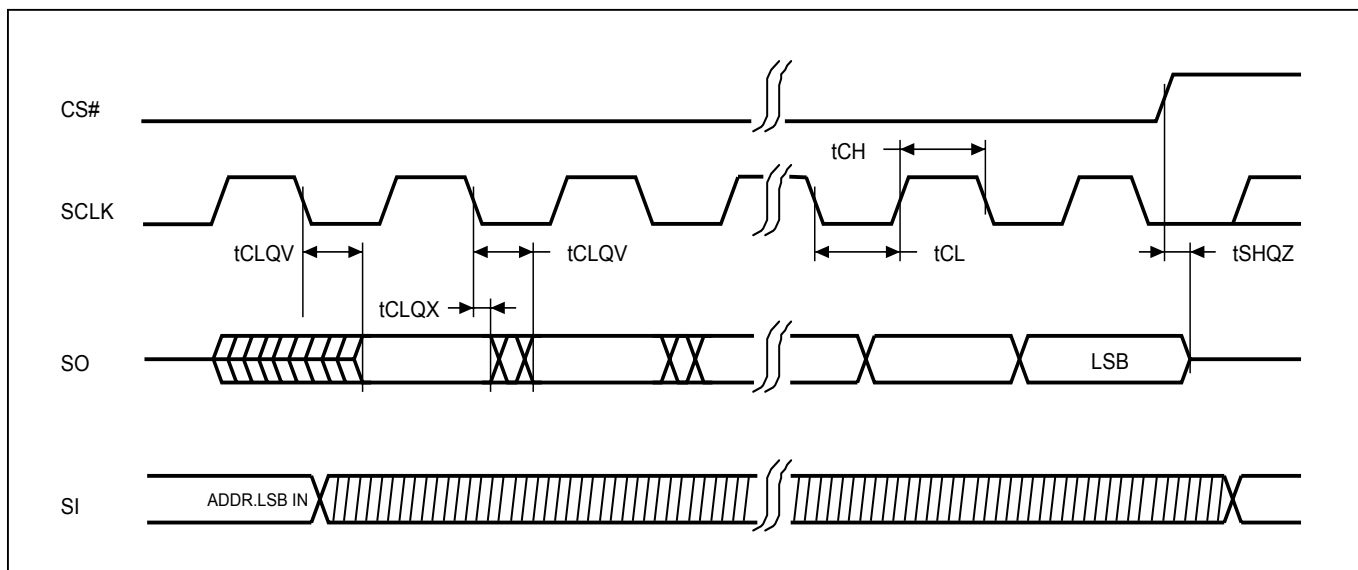 CS#
tCH
SCLK
tCLQV
tCLQV
tCL
tSHQZ
tCLQX
SO
LSB
SI
ADDR.LSB IN